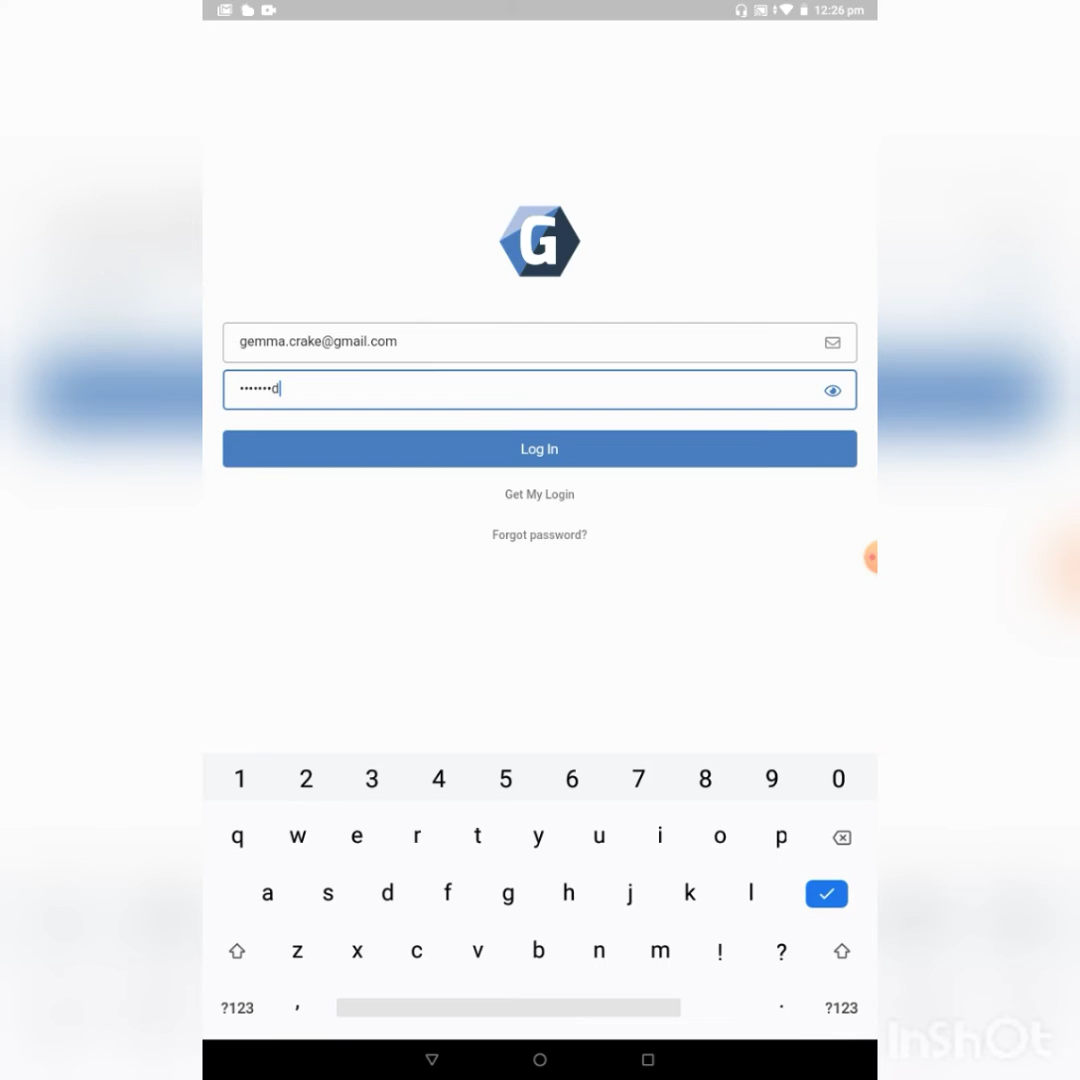 12:26 pm
G
gemma.crake@gmail.com
•••••••d
Log In
Get My Login
Forgot password?
1 2 3 4 5 6 7 8 9 0
q w e r t y u i o p
a s d f g h j k l
z x c v b n m ! ?
?123 , . ?123
InShOt